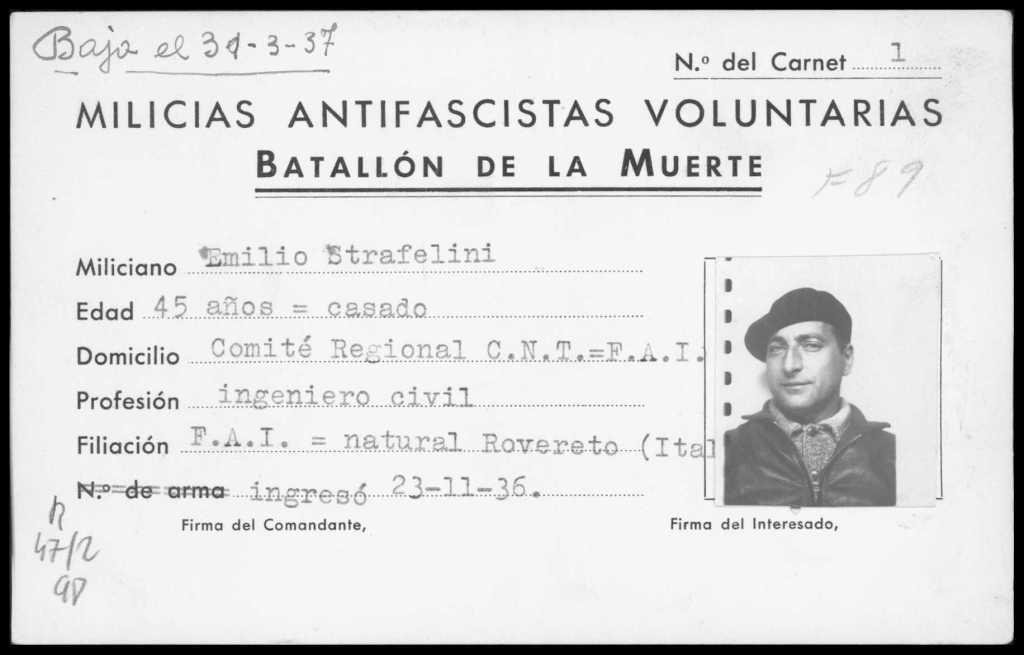 Baja el 31-3-37
N.º del Carnet 1
MILICIAS ANTIFASCISTAS VOLUNTARIAS
BATALLÓN DE LA MUERTE
F 89
Miliciano Emilio Strafelini
Edad 45 años = casado
Domicilio Comité Regional C.N.T.=F.A.I.
Profesión ingeniero civil
Filiación F.A.I. = natural Rovereto (Ital
N.º de arma ingresó 23-11-36.
Firma del Comandante,
Firma del Interesado,
47/2